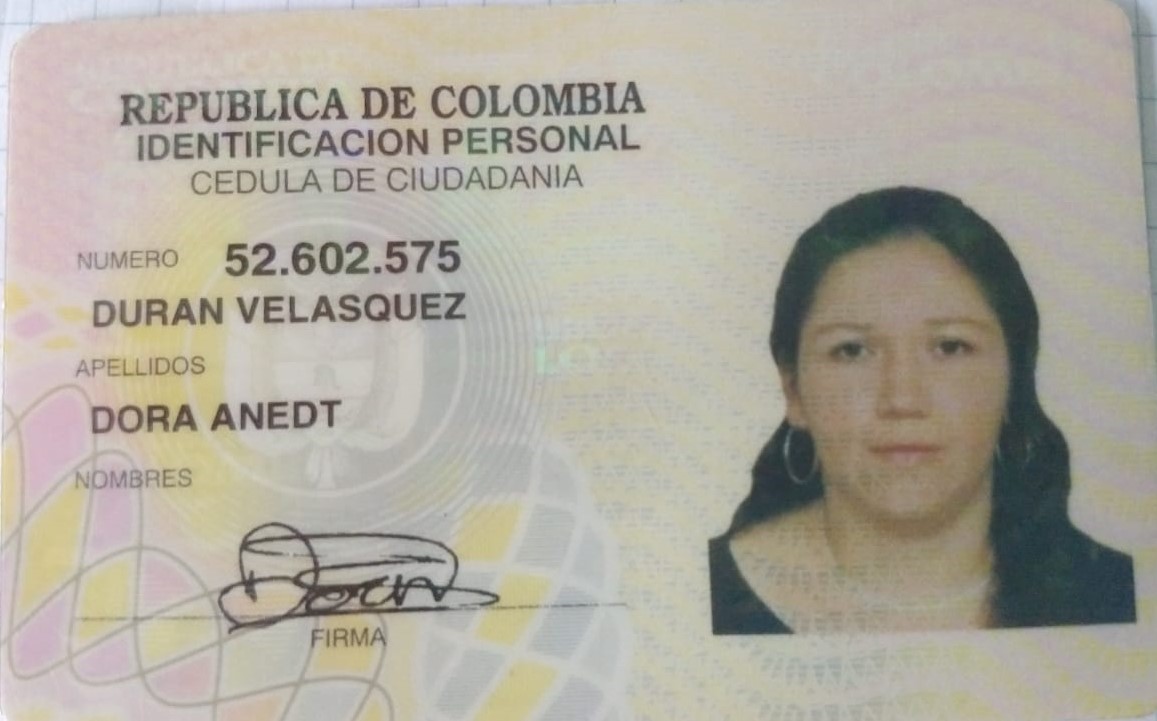 REPUBLICA DE COLOMBIA
IDENTIFICACION PERSONAL
CEDULA DE CIUDADANIA
NUMERO 52.602.575
DURAN VELASQUEZ
APELLIDOS
DORA ANEDT
NOMBRES
Dora
FIRMA